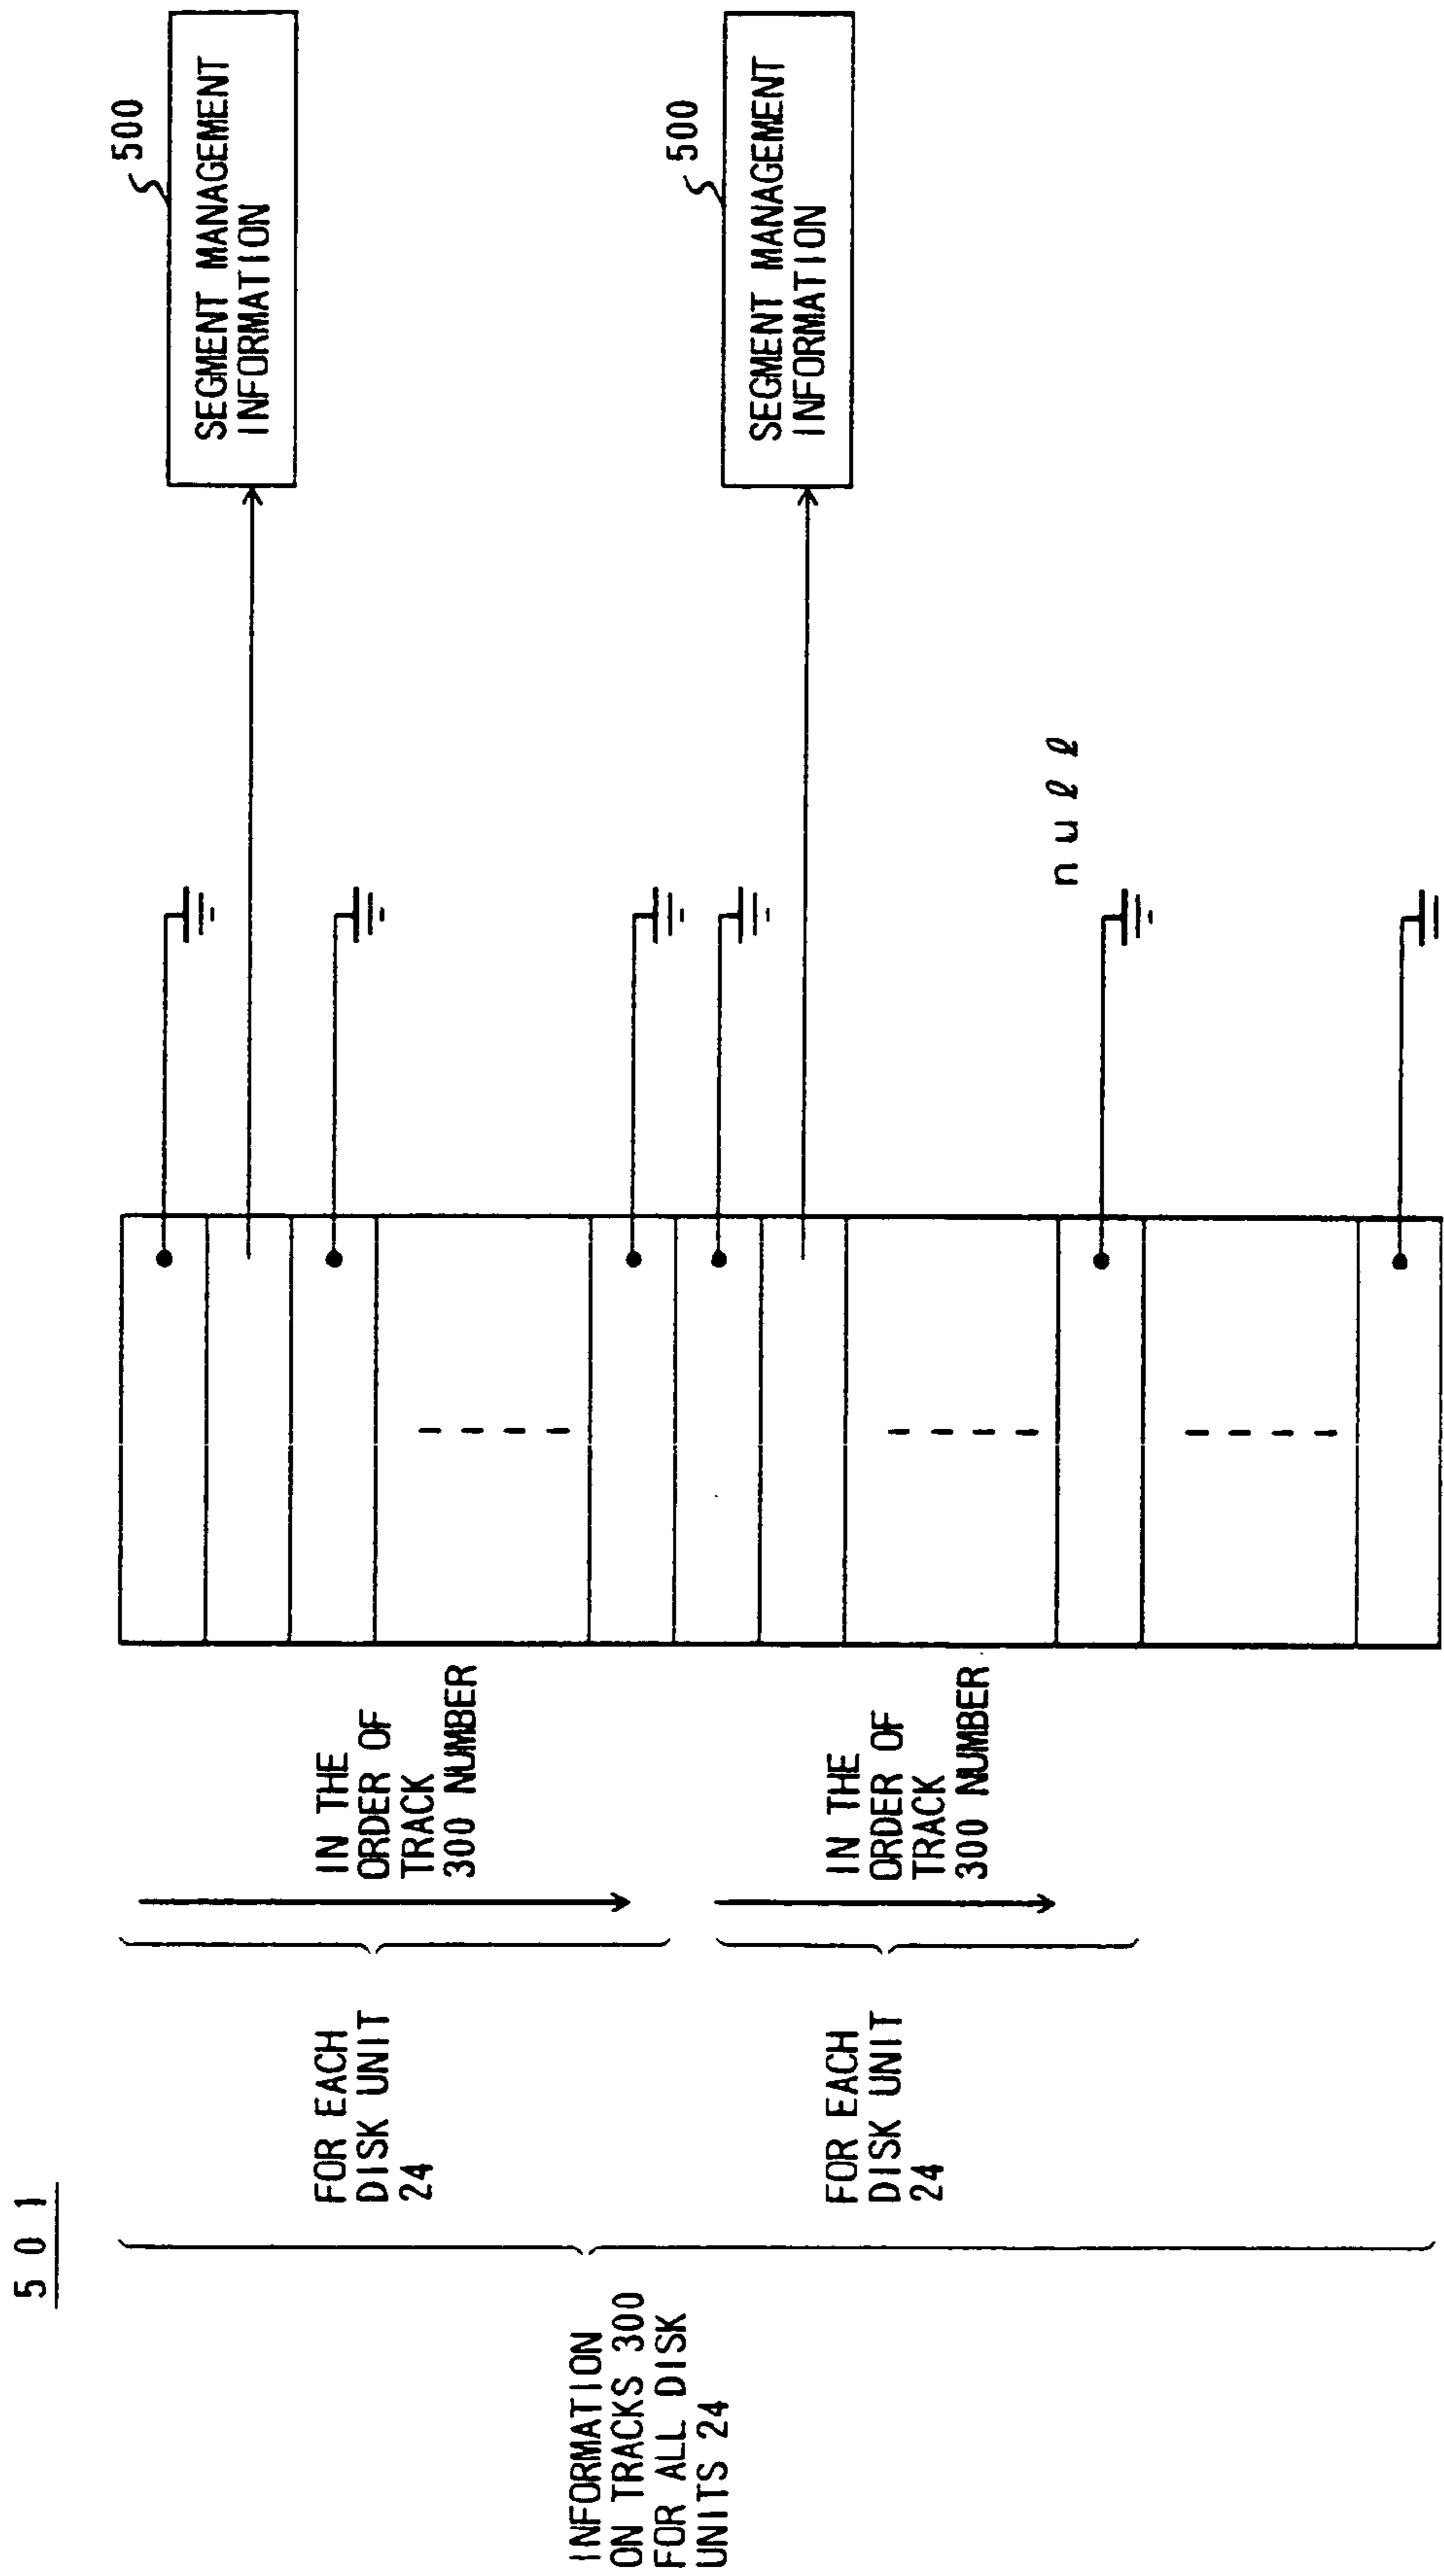 501
INFORMATION
ON TRACKS 300
FOR ALL DISK
UNITS 24
FOR EACH
DISK UNIT
24
IN THE
ORDER OF
TRACK
300 NUMBER
FOR EACH
DISK UNIT
24
IN THE
ORDER OF
TRACK
300 NUMBER
null
500
SEGMENT MANAGEMENT
INFORMATION
500
SEGMENT MANAGEMENT
INFORMATION